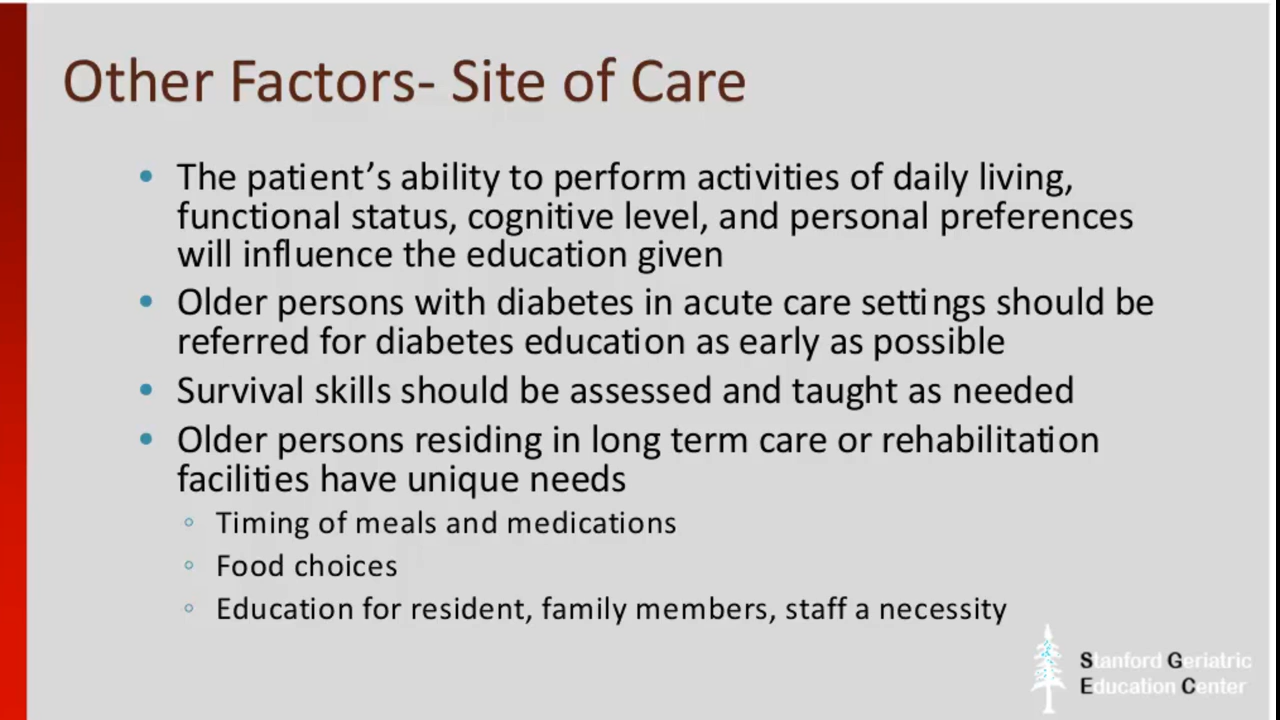 Other Factors- Site of Care
• The patient’s ability to perform activities of daily living,
functional status, cognitive level, and personal preferences
will influence the education given
• Older persons with diabetes in acute care settings should be
referred for diabetes education as early as possible
• Survival skills should be assessed and taught as needed
• Older persons residing in long term care or rehabilitation
facilities have unique needs
◦ Timing of meals and medications
◦ Food choices
◦ Education for resident, family members, staff a necessity
Stanford Geriatric
Education Center